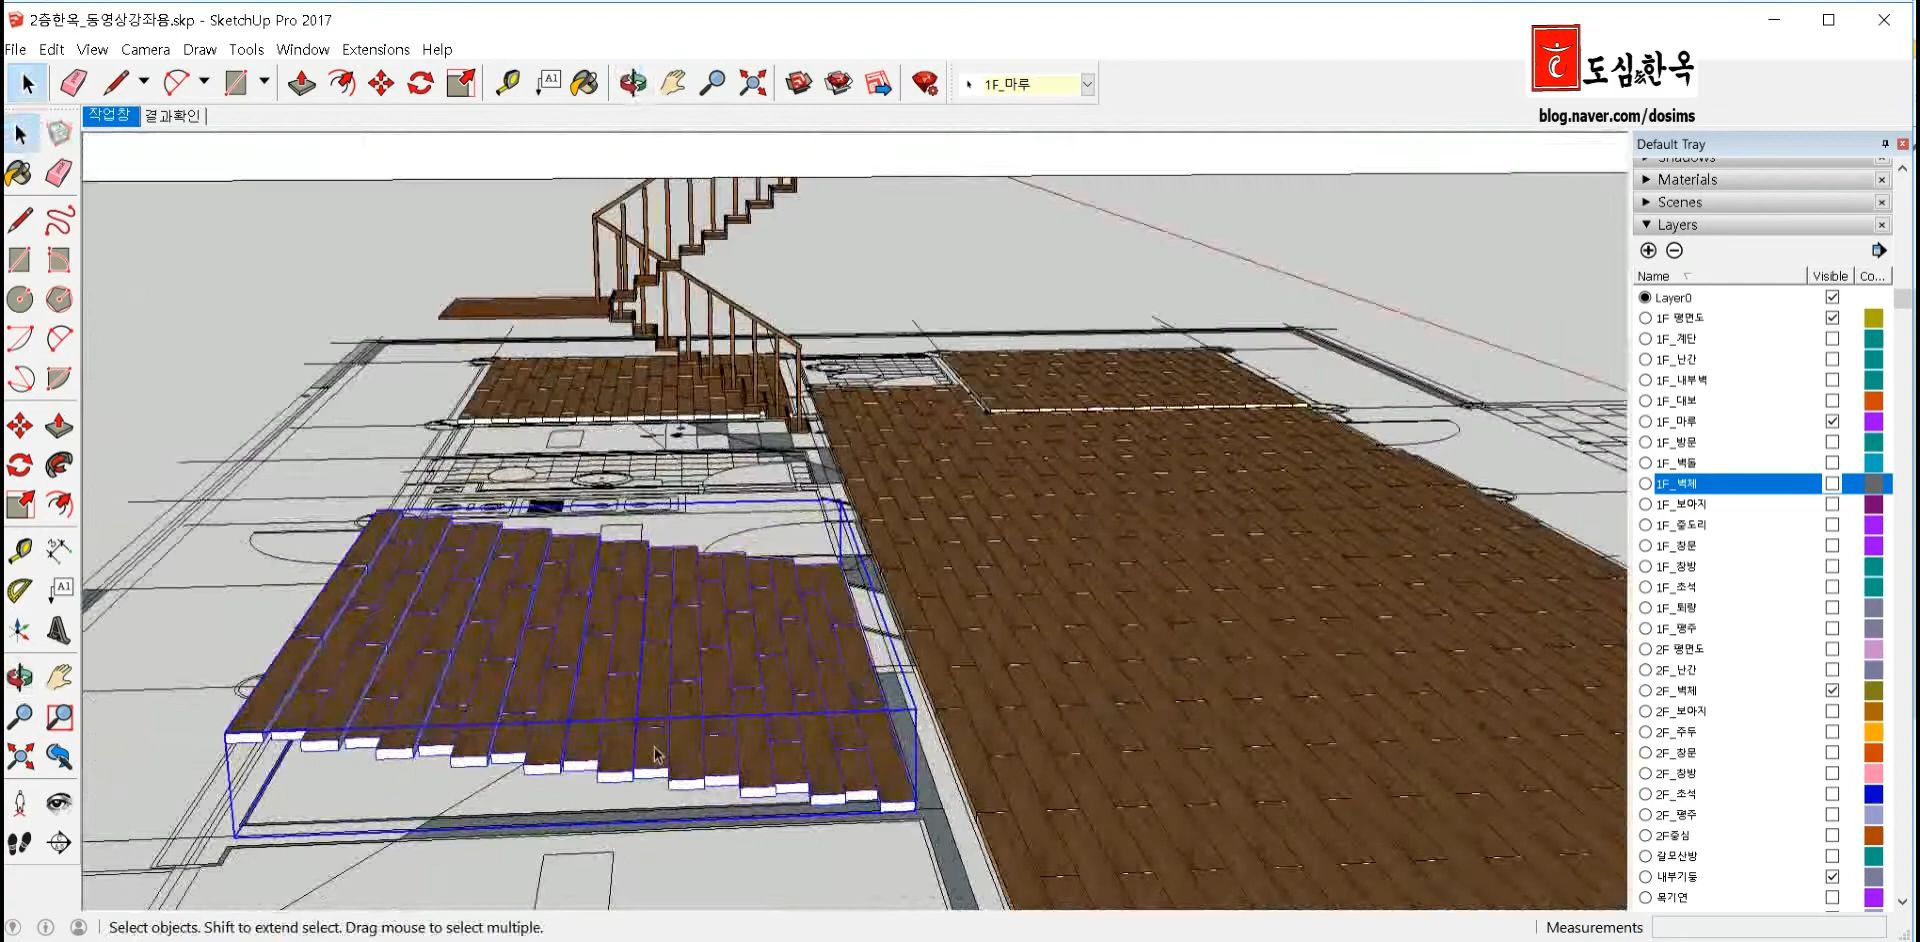 2층한옥_동영상강좌용.skp - SketchUp Pro 2017
File Edit View Camera Draw Tools Window Extensions Help
A1
1F_마루
도심속한옥
blog.naver.com/dosims
작업창
결과확인
Default Tray
Shadows
Materials
Scenes
Layers
Name Visible Co...
Layer0
1F 평면도
1F_계단
1F_난간
1F_내부벽
1F_대보
1F_마루
1F_방문
1F_벽돌
1F_벽체
1F_보아지
1F_중도리
1F_창문
1F_창방
1F_초석
1F_퇴량
1F_평주
2F 평면도
2F_난간
2F_벽체
2F_보아지
2F_주두
2F_창문
2F_창방
2F_초석
2F_평주
2F중심
갈모산방
내부기둥
목기연
A1
Select objects. Shift to extend select. Drag mouse to select multiple.
Measurements